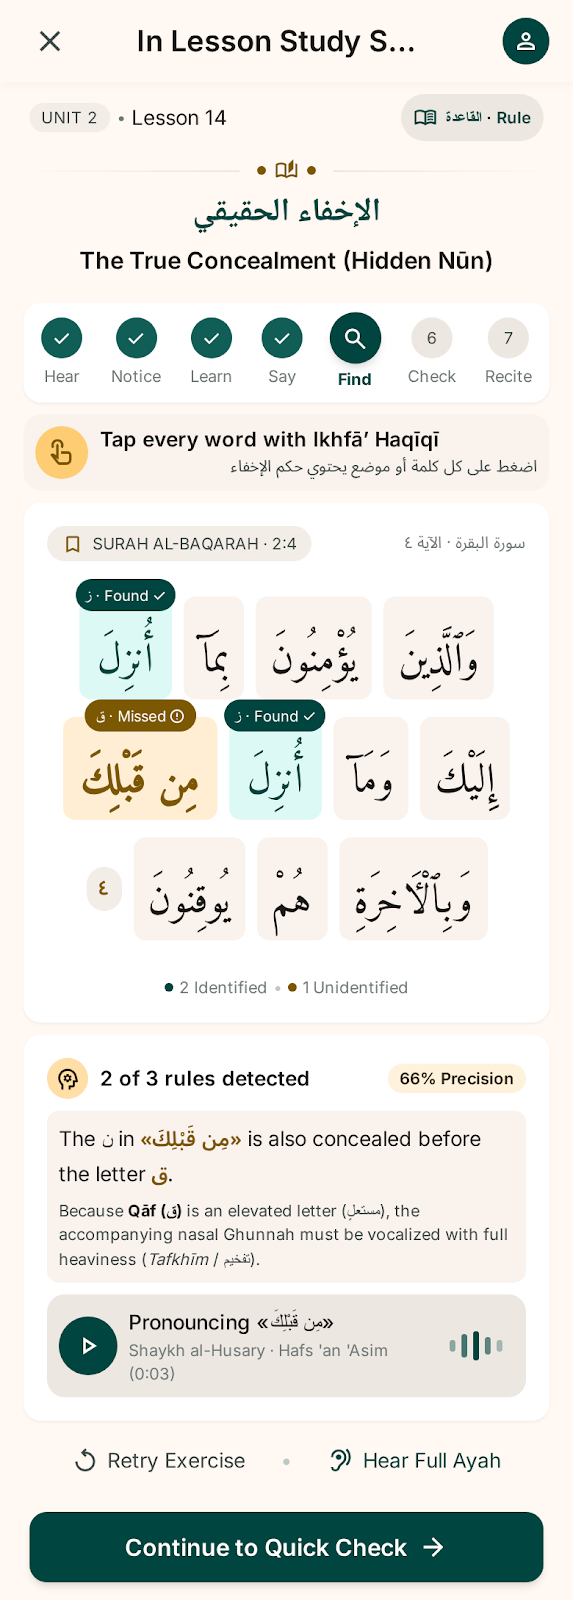 In Lesson Study S...
UNIT 2 • Lesson 14
القاعدة · Rule
الإخفاء الحقيقي
The True Concealment (Hidden Nūn)
Hear Notice Learn Say Find 6 Check 7 Recite
Tap every word with Ikhfā’ Haqīqī
اضغط على كل كلمة أو موضع يحتوي حكم الإخفاء
SURAH AL-BAQARAH · 2:4
سورة البقرة · الآية ٤
ز · Found
وَٱلَّذِينَ يُؤْمِنُونَ بِمَآ أُنزِلَ
ز · Found
ق · Missed
إِلَيْكَ وَمَآ أُنزِلَ مِن قَبْلِكَ
وَبِٱلْـَٔاخِرَةِ هُمْ يُوقِنُونَ ٤
2 Identified • 1 Unidentified
2 of 3 rules detected
66% Precision
The ن in «مِن قَبْلِكَ» is also concealed before
the letter ق.
Because Qāf (ق) is an elevated letter (مستعلٍ), the
accompanying nasal Ghunnah must be vocalized with full
heaviness (Tafkhīm / تفخيم).
Pronouncing «مِن قَبْلِكَ»
Shaykh al-Husary · Hafs 'an 'Asim
(0:03)
Retry Exercise • Hear Full Ayah
Continue to Quick Check →